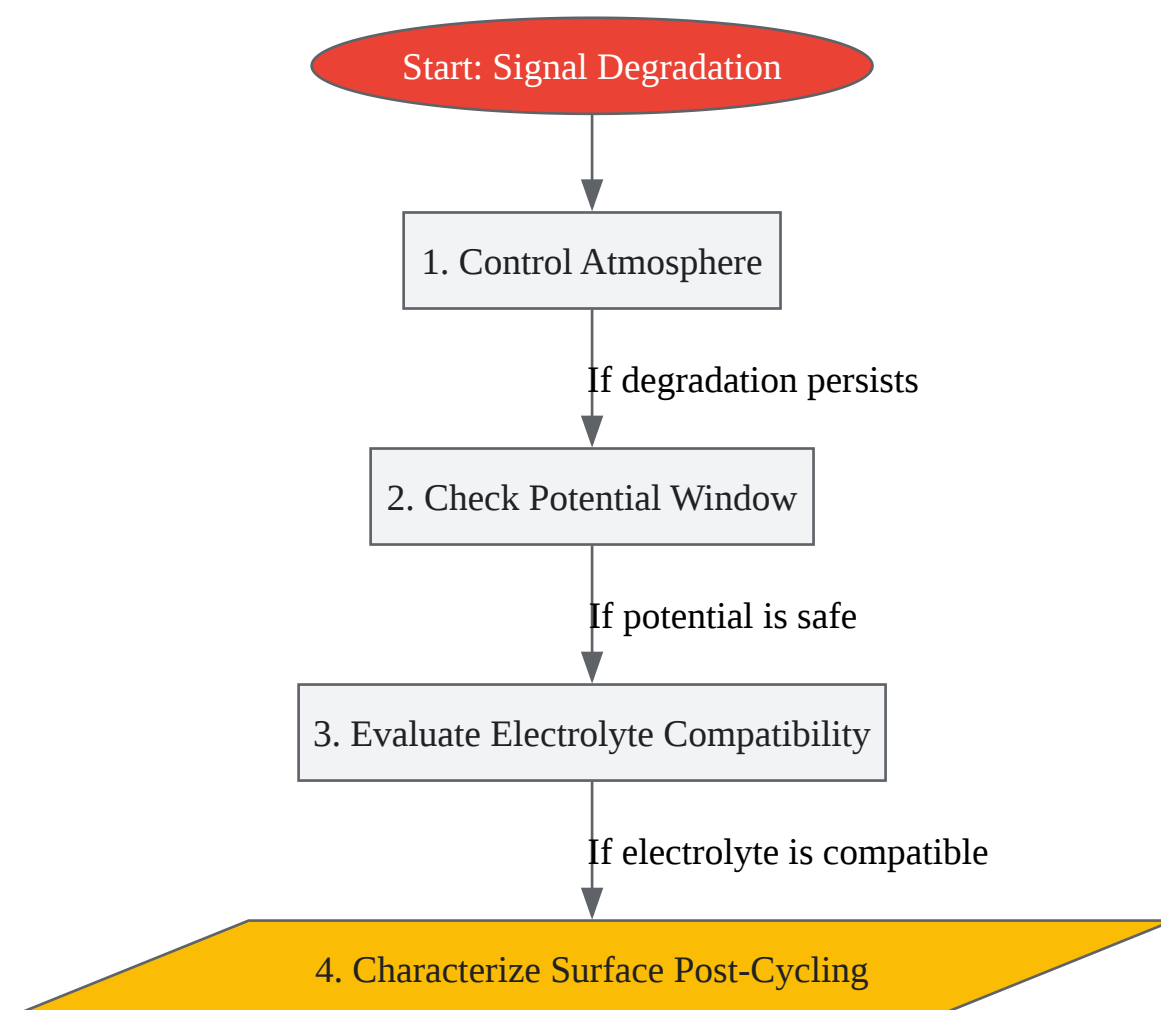 Start: Signal Degradation
1. Control Atmosphere
If degradation persists
2. Check Potential Window
If potential is safe
3. Evaluate Electrolyte Compatibility
If electrolyte is compatible
4. Characterize Surface Post-Cycling